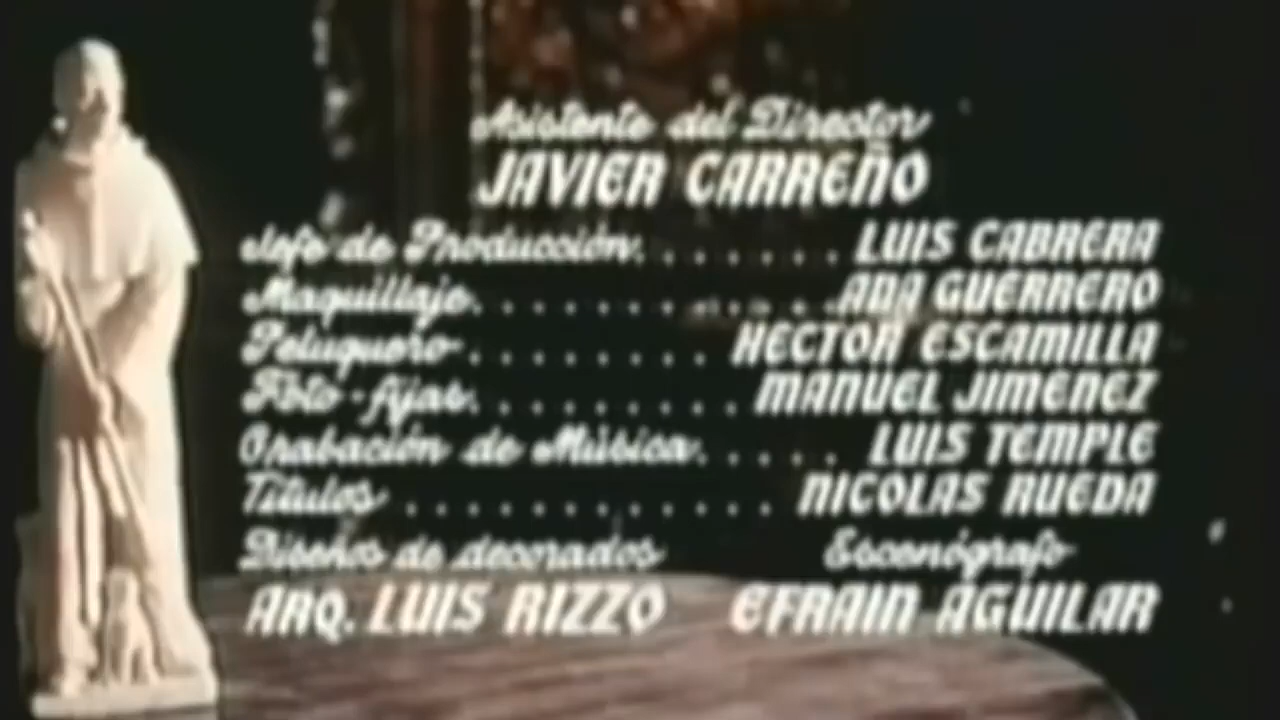 Asistente del Director
JAVIER CARREÑO
Jefe de Producción. . . . . . . LUIS CABRERA
Maquillaje. . . . . . . . . . . . ADA GUERRERO
Peluquero . . . . . . . . HECTOR ESCAMILLA
Foto-fijas. . . . . . . . . MANUEL JIMENEZ
Grabación de Música. . . . . LUIS TEMPLE
Títulos . . . . . . . . . . . . NICOLAS RUEDA
Diseños de decorados Escenógrafo
ARQ. LUIS RIZZO EFRAIN AGUILAR